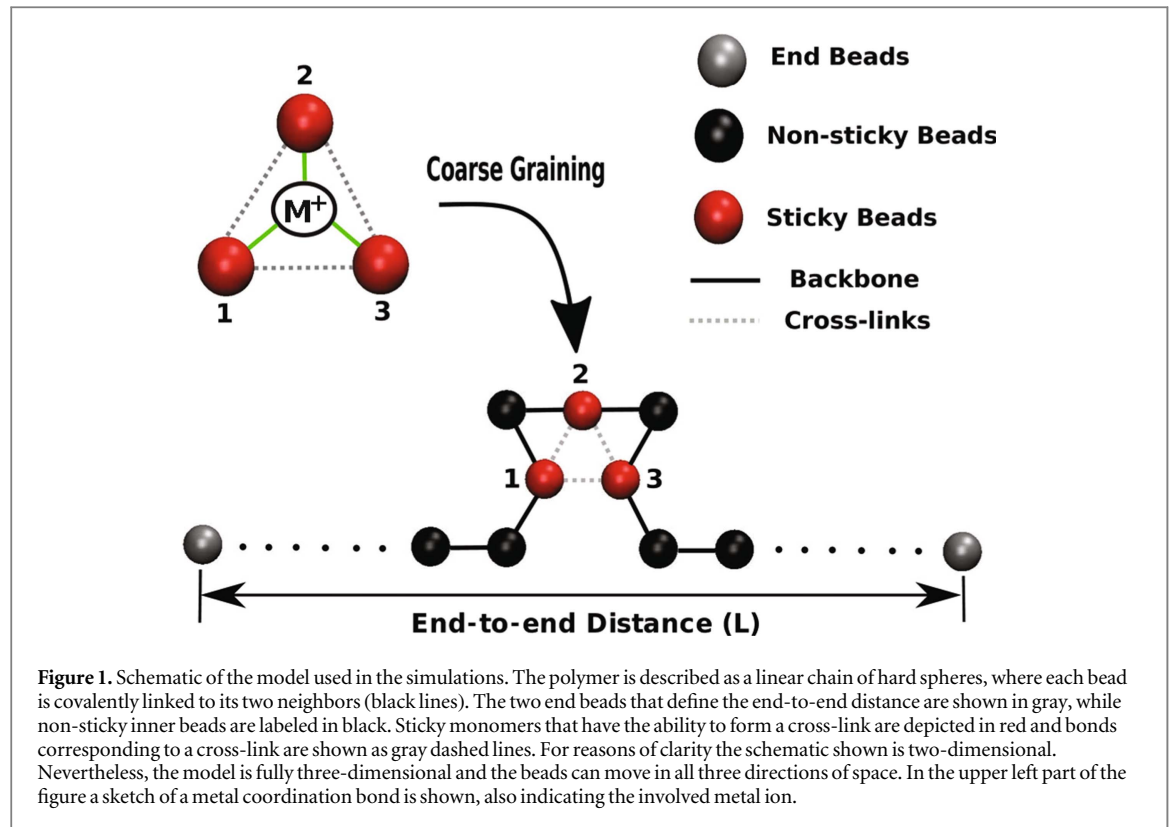 2
M+
1
3
Coarse Graining
End Beads
Non-sticky Beads
Sticky Beads
Backbone
Cross-links
2
1
3
End-to-end Distance (L)
Figure 1. Schematic of the model used in the simulations. The polymer is described as a linear chain of hard spheres, where each bead
is covalently linked to its two neighbors (black lines). The two end beads that define the end-to-end distance are shown in gray, while
non-sticky inner beads are labeled in black. Sticky monomers that have the ability to form a cross-link are depicted in red and bonds
corresponding to a cross-link are shown as gray dashed lines. For reasons of clarity the schematic shown is two-dimensional.
Nevertheless, the model is fully three-dimensional and the beads can move in all three directions of space. In the upper left part of the
figure a sketch of a metal coordination bond is shown, also indicating the involved metal ion.